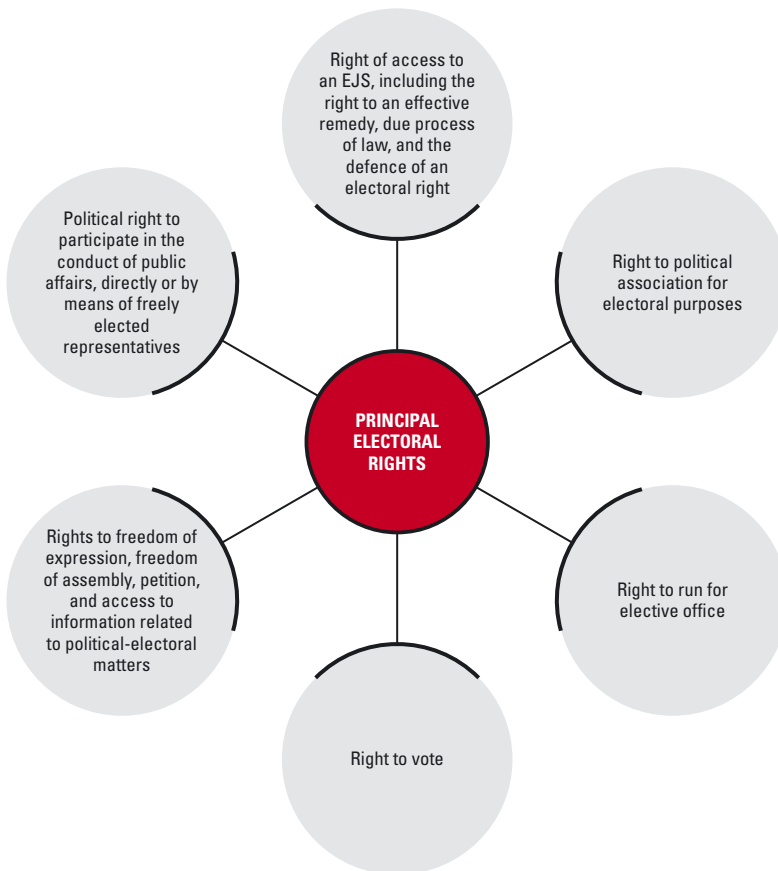 Right of access to
an EJS, including the
right to an effective
remedy, due process
of law, and the
defence of an
electoral right
Political right to
participate in the
conduct of public
affairs, directly or by
means of freely
elected
representatives
Right to political
association for
electoral purposes
PRINCIPAL
ELECTORAL
RIGHTS
Rights to freedom of
expression, freedom
of assembly, petition,
and access to
information related
to political-electoral
matters
Right to run for
elective office
Right to vote